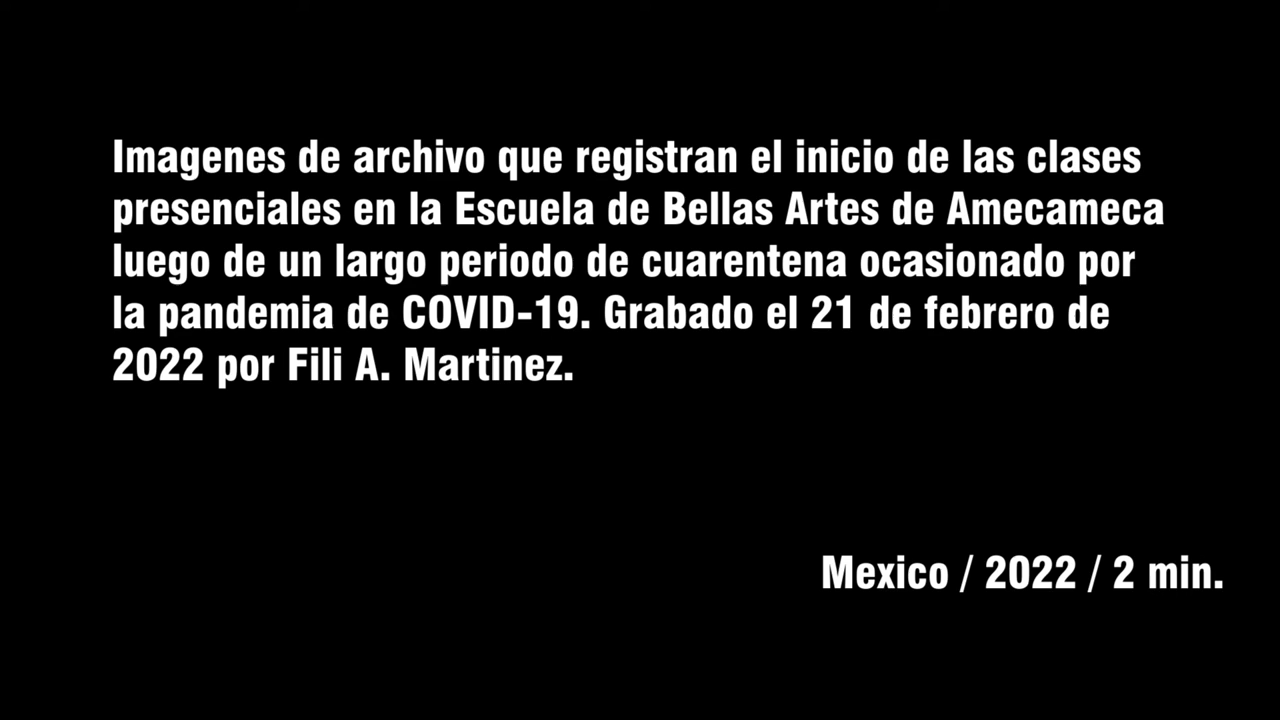 Imagenes de archivo que registran el inicio de las clases
presenciales en la Escuela de Bellas Artes de Amecameca
luego de un largo periodo de cuarentena ocasionado por
la pandemia de COVID-19. Grabado el 21 de febrero de
2022 por Fili A. Martinez.
Mexico / 2022 / 2 min.